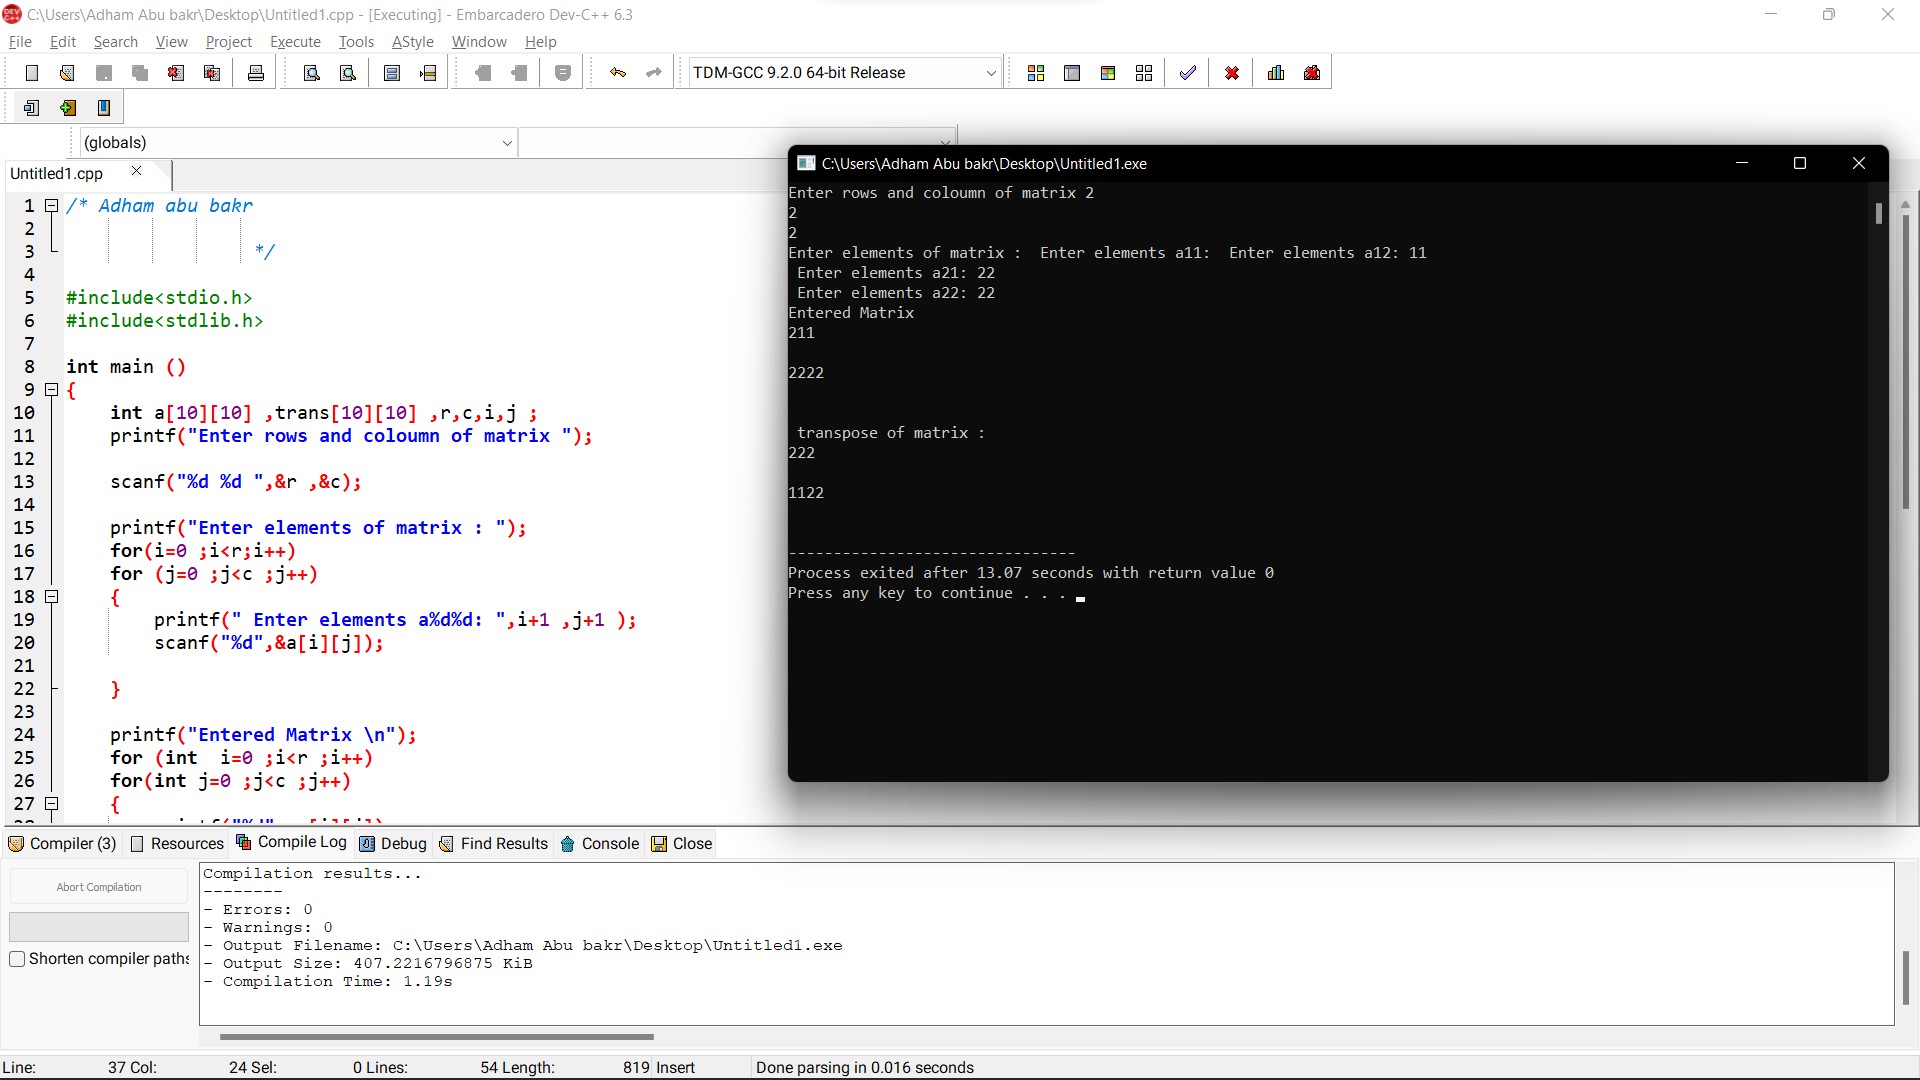 C:\Users\Adham Abu bakr\Desktop\Untitled1.cpp - [Executing] - Embarcadero Dev-C++ 6.3
File Edit Search View Project Execute Tools AStyle Window Help
TDM-GCC 9.2.0 64-bit Release
(globals)
Untitled1.cpp
1 /* Adham abu bakr
2
3 */
4
5 #include<stdio.h>
6 #include<stdlib.h>
7
8 int main ()
9 {
10 int a[10][10] ,trans[10][10] ,r,c,i,j ;
11 printf("Enter rows and coloumn of matrix ");
12
13 scanf("%d %d ",&r ,&c);
14
15 printf("Enter elements of matrix : ");
16 for(i=0 ;i<r;i++)
17 for (j=0 ;j<c ;j++)
18 {
19 printf(" Enter elements a%d%d: ",i+1 ,j+1 );
20 scanf("%d",&a[i][j]);
21
22 }
23
24 printf("Entered Matrix \n");
25 for (int  i=0 ;i<r ;i++)
26 for(int j=0 ;j<c ;j++)
27 {
C:\Users\Adham Abu bakr\Desktop\Untitled1.exe
Enter rows and coloumn of matrix 2
2
2
Enter elements of matrix :  Enter elements a11:  Enter elements a12: 11
Enter elements a21: 22
Enter elements a22: 22
Entered Matrix
211
2222
transpose of matrix :
222
1122
--------------------------------
Process exited after 13.07 seconds with return value 0
Press any key to continue . . .
Compiler (3) Resources Compile Log Debug Find Results Console Close
Abort Compilation
Shorten compiler paths
Compilation results...
--------
- Errors: 0
- Warnings: 0
- Output Filename: C:\Users\Adham Abu bakr\Desktop\Untitled1.exe
- Output Size: 407.2216796875 KiB
- Compilation Time: 1.19s
Line: 37 Col: 24 Sel: 0 Lines: 54 Length: 819 Insert Done parsing in 0.016 seconds